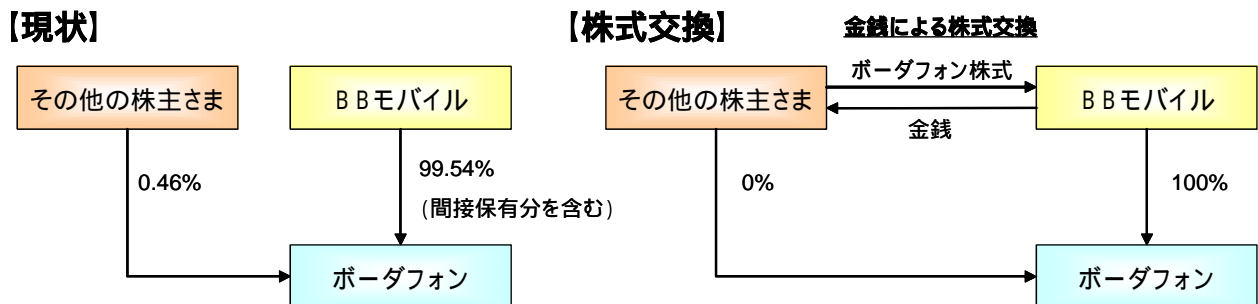 【現状】
その他の株主さま
BBモバイル
0.46%
99.54%
(間接保有分を含む)
ボーダフォン
【株式交換】
金銭による株式交換
ボーダフォン株式
その他の株主さま
BBモバイル
金銭
0%
100%
ボーダフォン